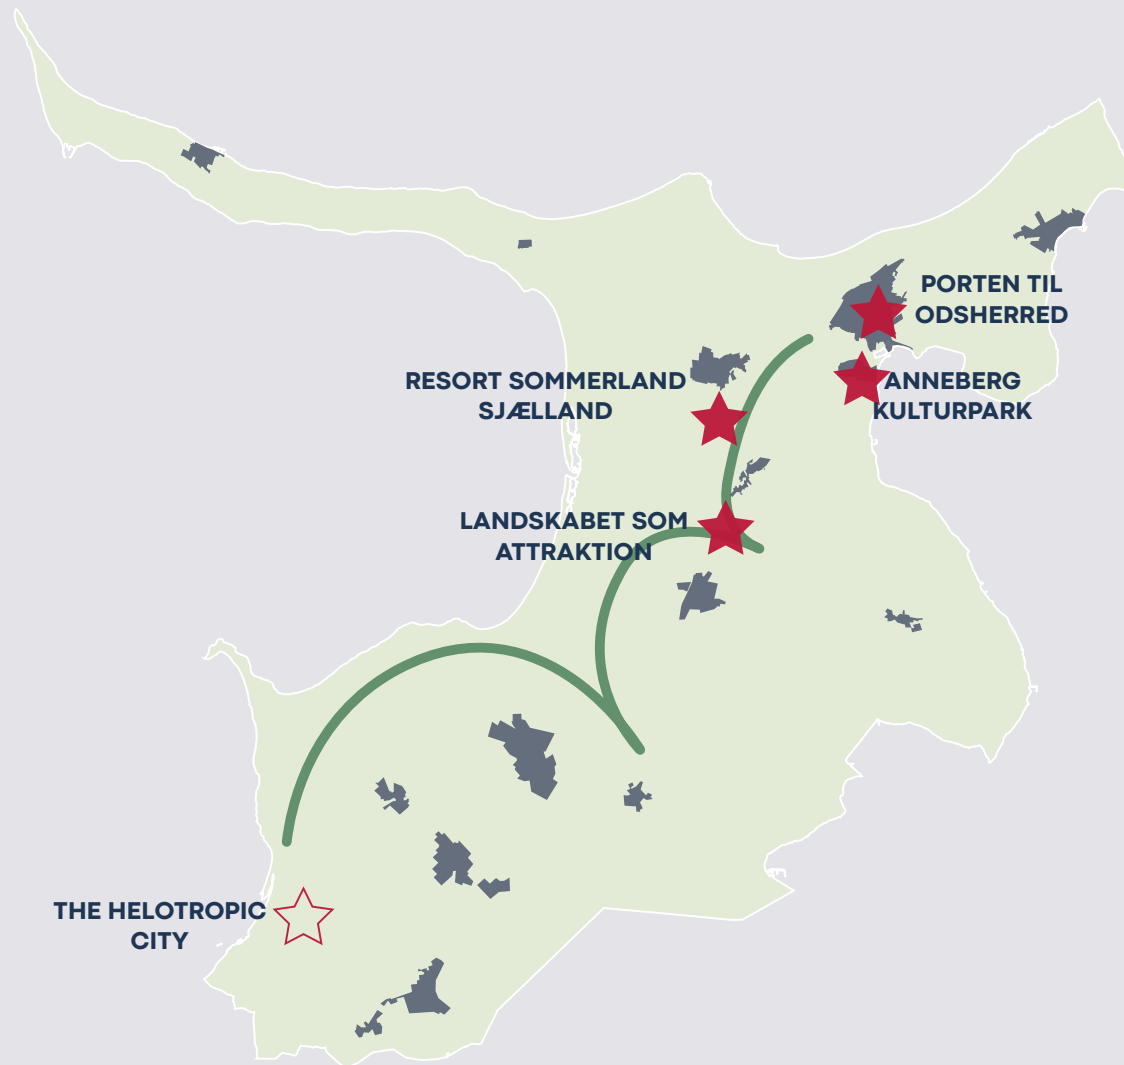 PORTEN TIL
ODSHERRED
RESORT SOMMERLAND
SJÆLLAND
ANNEBERG
KULTURPARK
LANDSKABET SOM
ATTRAKTION
THE HELOTROPIC
CITY